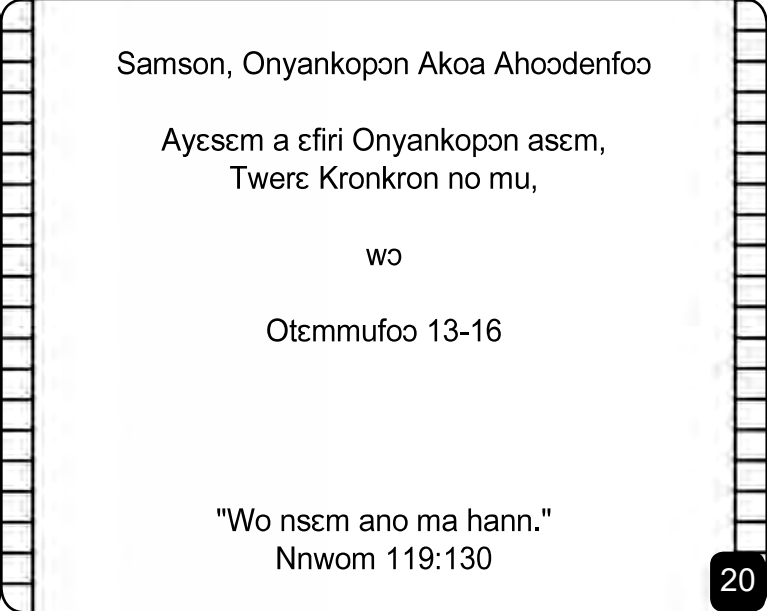 Samson, Onyankopɔn Akoa Ahoɔdenfoɔ
Ayɛsɛm a ɛfiri Onyankopɔn asɛm,
Twerɛ Kronkron no mu,
wɔ
Otɛmmufoɔ 13-16
"Wo nsɛm ano ma hann."
Nnwom 119:130
20